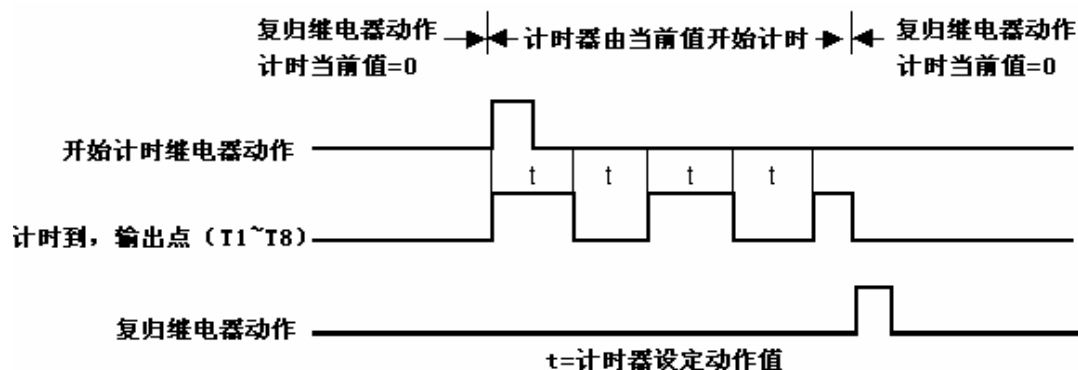 复归继电器动作
计时当前值=0
计时器由当前值开始计时
复归继电器动作
计时当前值=0
开始计时继电器动作
t t t t
计时到，输出点（T1~T8）
复归继电器动作
t=计时器设定动作值